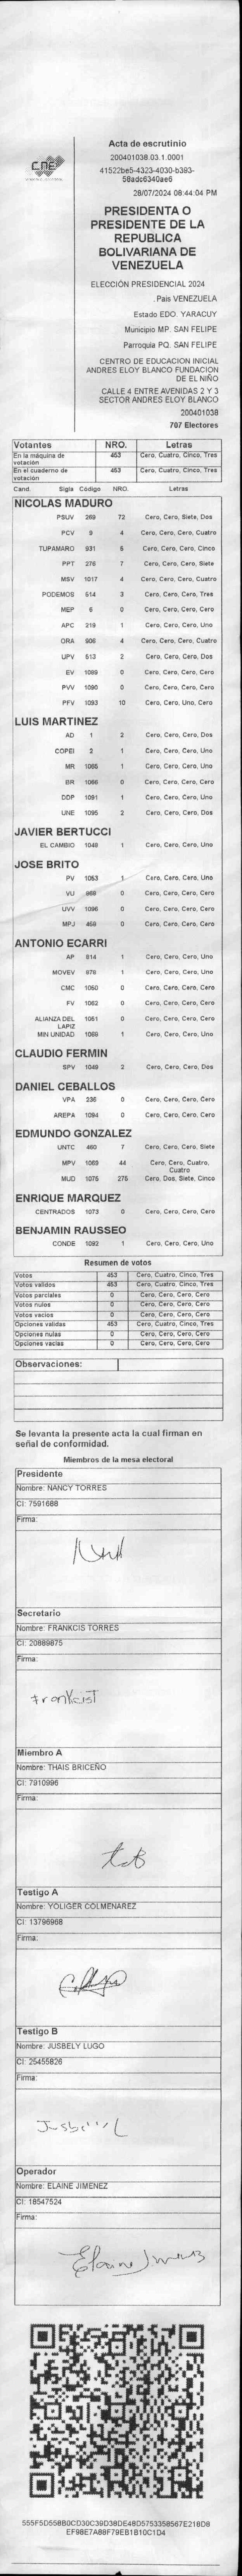 CNE
Acta de escrutinio
200401038.03.1.0001
41522be5-4323-4030-b393-
58adc6340ae6
28/07/2024 08:44:04 PM
PRESIDENTA O
PRESIDENTE DE LA
REPUBLICA
BOLIVARIANA DE
VENEZUELA
ELECCIÓN PRESIDENCIAL 2024
. Pais VENEZUELA
Estado EDO. YARACUY
Municipio MP. SAN FELIPE
Parroquia PQ. SAN FELIPE
CENTRO DE EDUCACION INICIAL
ANDRES ELOY BLANCO FUNDACION
DE EL NIÑO
CALLE 4 ENTRE AVENIDAS 2 Y 3
SECTOR ANDRES ELOY BLANCO
200401038
707 Electores
Votantes NRO. Letras
En la máquina de votación 453 Cero, Cuatro, Cinco, Tres
En el cuaderno de votación 453 Cero, Cuatro, Cinco, Tres
Cand. Sigla Código NRO. Letras
NICOLAS MADURO
PSUV 269 72 Cero, Cero, Siete, Dos
PCV 9 4 Cero, Cero, Cero, Cuatro
TUPAMARO 931 5 Cero, Cero, Cero, Cinco
PPT 276 7 Cero, Cero, Cero, Siete
MSV 1017 4 Cero, Cero, Cero, Cuatro
PODEMOS 514 3 Cero, Cero, Cero, Tres
MEP 6 0 Cero, Cero, Cero, Cero
APC 219 1 Cero, Cero, Cero, Uno
ORA 906 4 Cero, Cero, Cero, Cuatro
UPV 513 2 Cero, Cero, Cero, Dos
EV 1089 0 Cero, Cero, Cero, Cero
PVV 1090 0 Cero, Cero, Cero, Cero
PFV 1093 10 Cero, Cero, Uno, Cero
LUIS MARTINEZ
AD 1 2 Cero, Cero, Cero, Dos
COPEI 2 1 Cero, Cero, Cero, Uno
MR 1065 1 Cero, Cero, Cero, Uno
BR 1066 0 Cero, Cero, Cero, Cero
DDP 1091 1 Cero, Cero, Cero, Uno
UNE 1095 2 Cero, Cero, Cero, Dos
JAVIER BERTUCCI
EL CAMBIO 1049 1 Cero, Cero, Cero, Uno
JOSE BRITO
PV 1053 1 Cero, Cero, Cero, Uno
VU 969 0 Cero, Cero, Cero, Cero
UVV 1096 0 Cero, Cero, Cero, Cero
MPJ 459 0 Cero, Cero, Cero, Cero
ANTONIO ECARRI
AP 814 1 Cero, Cero, Cero, Uno
MOVEV 979 1 Cero, Cero, Cero, Uno
CMC 1050 0 Cero, Cero, Cero, Cero
FV 1062 0 Cero, Cero, Cero, Cero
ALIANZA DEL LAPIZ 1051 0 Cero, Cero, Cero, Cero
MIN UNIDAD 1069 1 Cero, Cero, Cero, Uno
CLAUDIO FERMIN
SPV 1049 2 Cero, Cero, Cero, Dos
DANIEL CEBALLOS
VPA 236 0 Cero, Cero, Cero, Cero
AREPA 1094 0 Cero, Cero, Cero, Cero
EDMUNDO GONZALEZ
UNTC 460 7 Cero, Cero, Cero, Siete
MPV 1069 44 Cero, Cero, Cuatro, Cuatro
MUD 1075 275 Cero, Dos, Siete, Cinco
ENRIQUE MARQUEZ
CENTRADOS 1073 0 Cero, Cero, Cero, Cero
BENJAMIN RAUSSEO
CONDE 1092 1 Cero, Cero, Cero, Uno
Resumen de votos
Votos 453 Cero, Cuatro, Cinco, Tres
Votos validos 453 Cero, Cuatro, Cinco, Tres
Votos parciales 0 Cero, Cero, Cero, Cero
Votos nulos 0 Cero, Cero, Cero, Cero
Votos vacios 0 Cero, Cero, Cero, Cero
Opciones validas 453 Cero, Cuatro, Cinco, Tres
Opciones nulas 0 Cero, Cero, Cero, Cero
Opciones vacias 0 Cero, Cero, Cero, Cero
Observaciones:
Se levanta la presente acta la cual firman en
señal de conformidad.
Miembros de la mesa electoral
Presidente
Nombre: NANCY TORRES
CI: 7591688
Firma:
Secretario
Nombre: FRANKCIS TORRES
CI: 20889875
Firma:
FranKcisT
Miembro A
Nombre: THAIS BRICEÑO
CI: 7910996
Firma:
Testigo A
Nombre: YOLIGER COLMENAREZ
CI: 13796968
Firma:
Testigo B
Nombre: JUSBELY LUGO
CI: 25455826
Firma:
Operador
Nombre: ELAINE JIMENEZ
CI: 18547524
Firma:
Elaine Jimenez
555F5D558B0CD30C39D38DE48D5753358567E218D8
EF98E7A88F79EB1B10C1D4